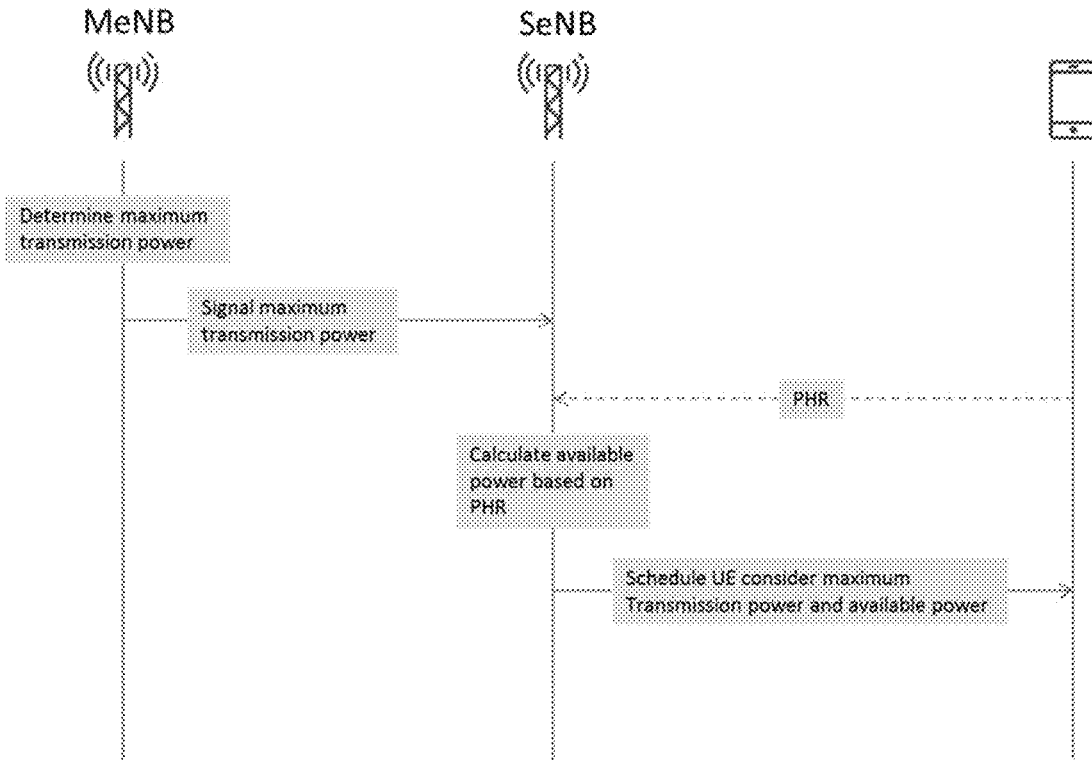 MeNB
SeNB
Determine maximum
transmission power
Signal maximum
transmission power
PHR
Calculate available
power based on
PHR
Schedule UE consider maximum
Transmission power and available power